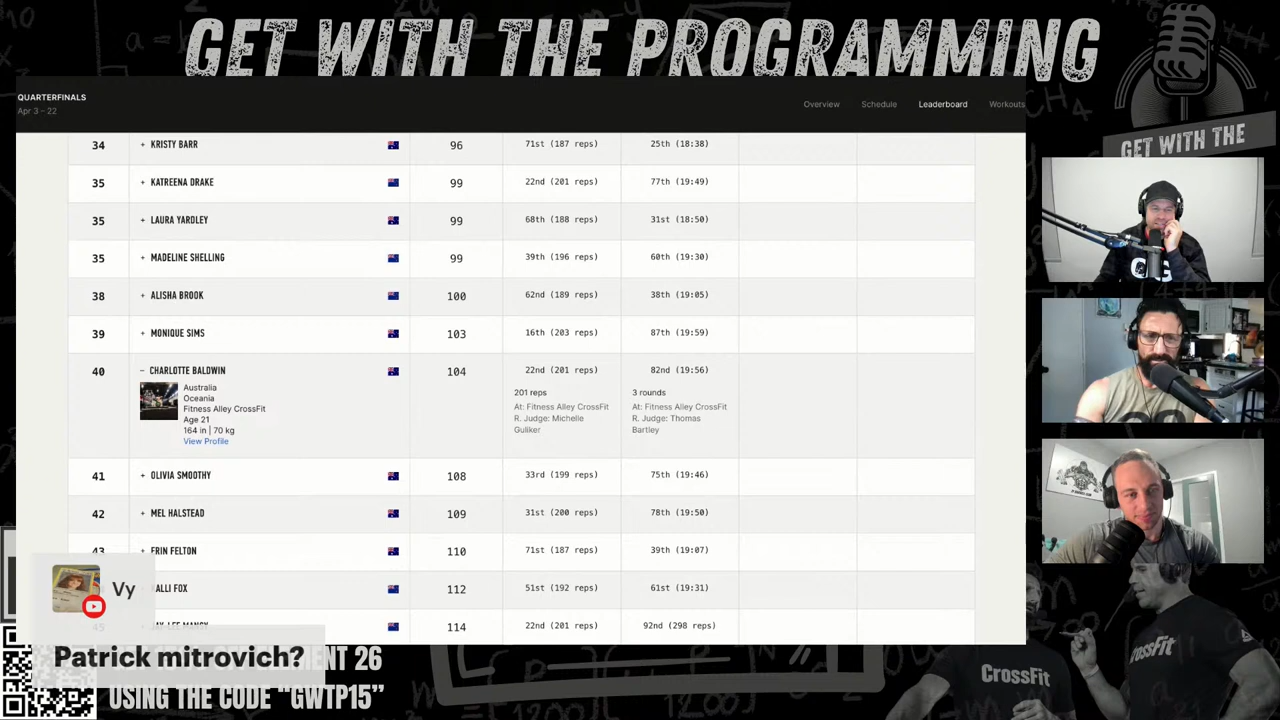 GET WITH THE PROGRAMMING
QUARTERFINALS
Apr 3 – 22
Overview Schedule Leaderboard Workouts
GET WITH THE
34 + KRISTY BARR 96 71st (187 reps) 25th (18:38)
35 + KATREENA DRAKE 99 22nd (201 reps) 77th (19:49)
35 + LAURA YARDLEY 99 68th (188 reps) 31st (18:50)
35 + MADELINE SHELLING 99 39th (196 reps) 60th (19:30)
38 + ALISHA BROOK 100 62nd (189 reps) 38th (19:05)
39 + MONIQUE SIMS 103 16th (203 reps) 87th (19:59)
40 – CHARLOTTE BALDWIN 104 22nd (201 reps) 82nd (19:56)
Australia
Oceania
Fitness Alley CrossFit
Age 21
164 in | 70 kg
View Profile
201 reps
At: Fitness Alley CrossFit
R. Judge: Michelle
Guliker
3 rounds
At: Fitness Alley CrossFit
R. Judge: Thomas
Bartley
41 + OLIVIA SMOOTHY 108 33rd (199 reps) 75th (19:46)
42 + MEL HALSTEAD 109 31st (200 reps) 78th (19:50)
43 + ERIN FELTON 110 71st (187 reps) 39th (19:07)
FOX 112 51st (192 reps) 61st (19:31)
45 114 22nd (201 reps) 92nd (298 reps)
Vy
Patrick mitrovich?
26
USING THE CODE “GWTP15”
CrossFit
CrossFit